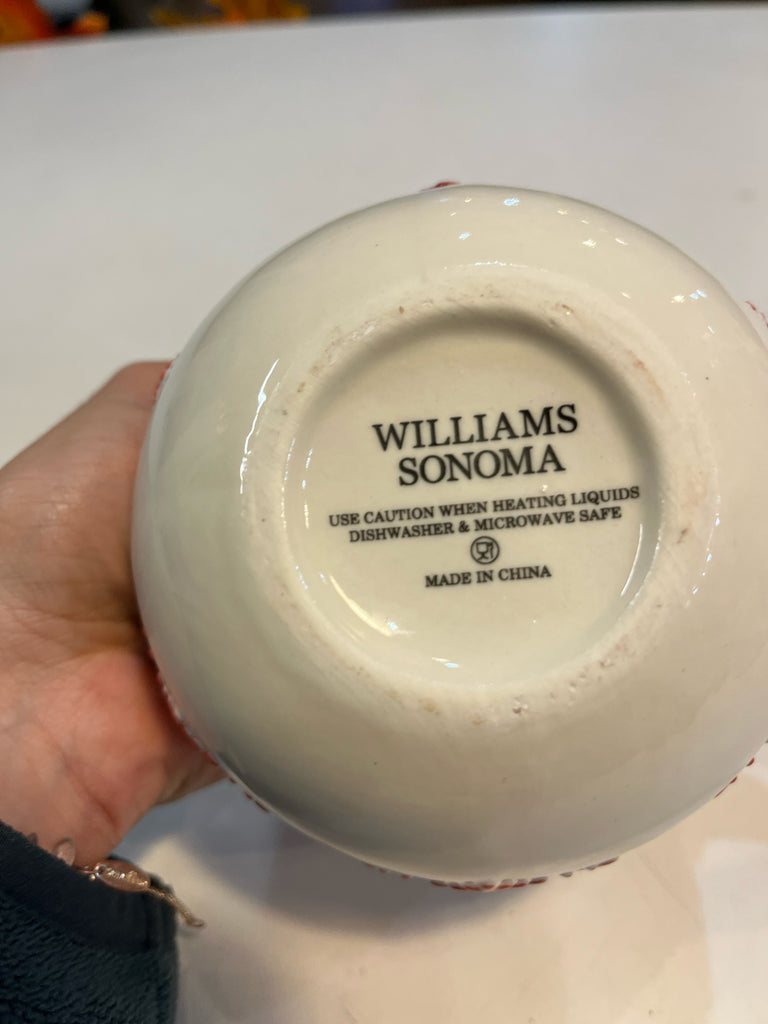 WILLIAMS
SONOMA
USE CAUTION WHEN HEATING LIQUIDS
DISHWASHER & MICROWAVE SAFE
MADE IN CHINA